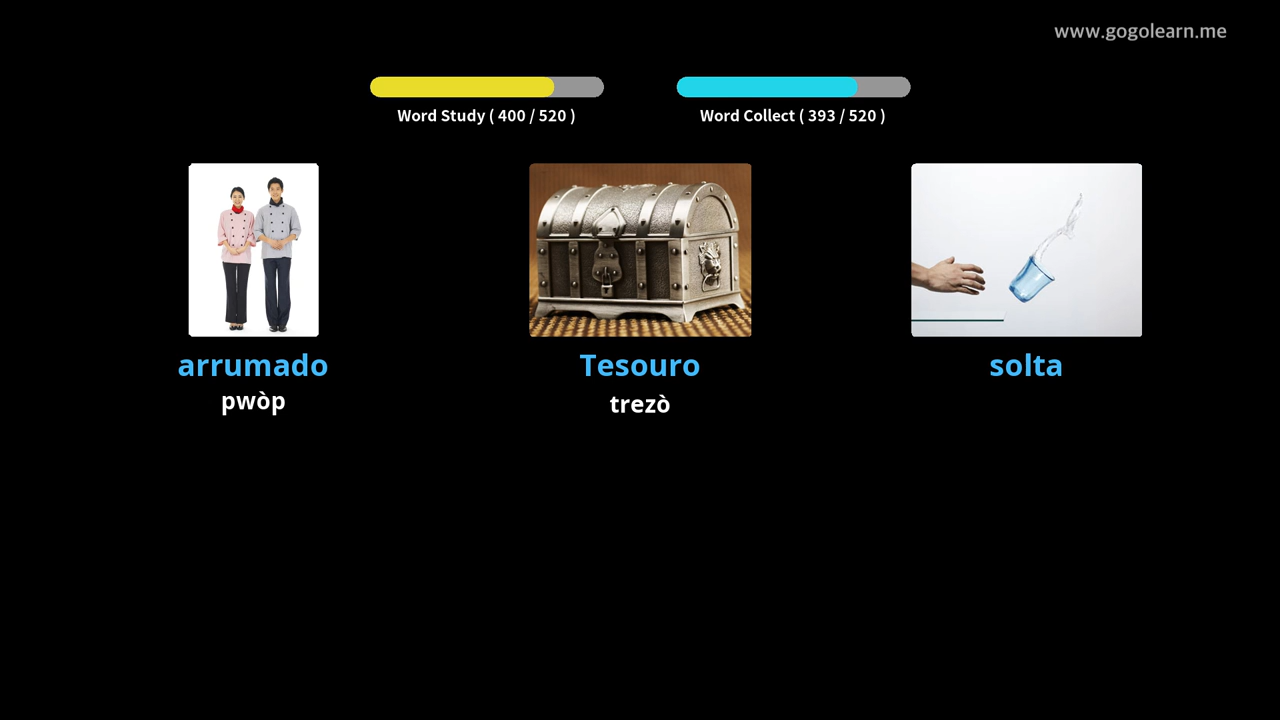 www.gogolearn.me
Word Study ( 400 / 520 )
Word Collect ( 393 / 520 )
arrumado
pwòp
Tesouro
trezò
solta